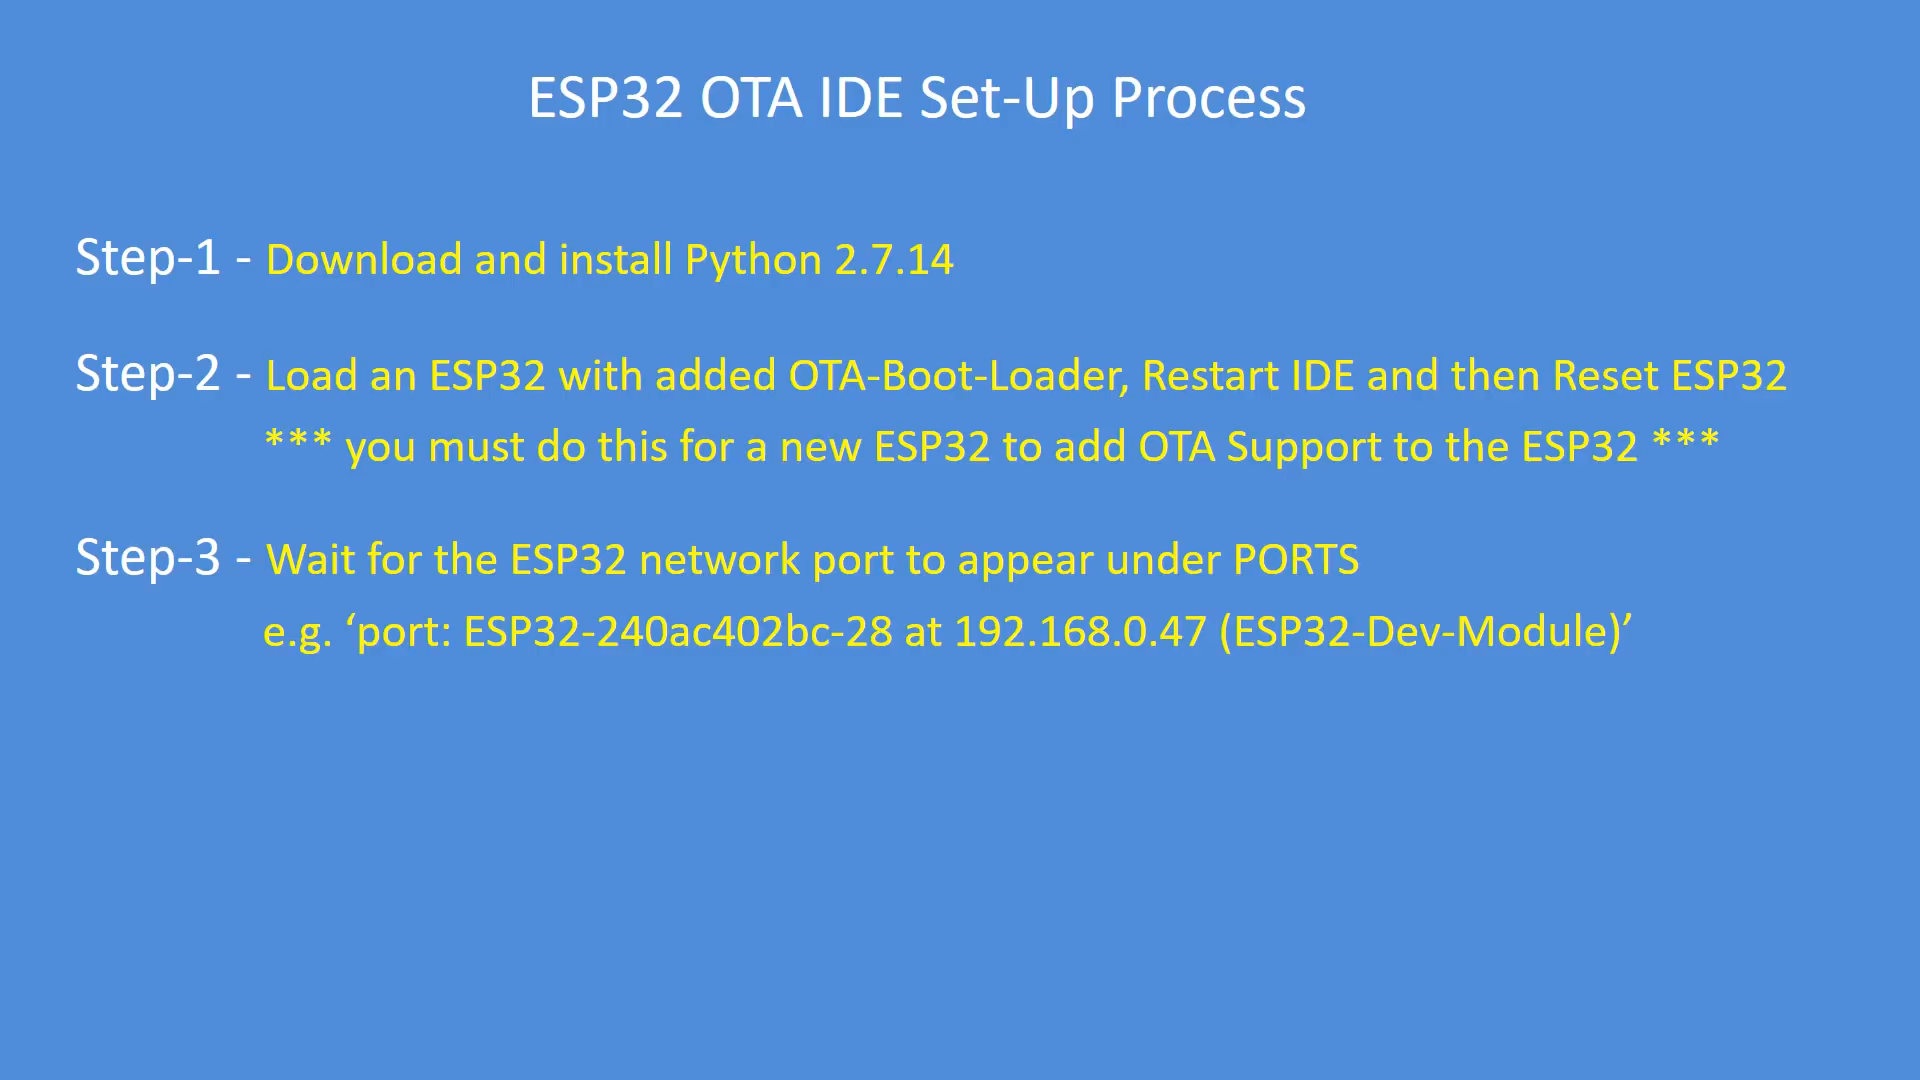 ESP32 OTA IDE Set-Up Process
Step-1 - Download and install Python 2.7.14
Step-2 - Load an ESP32 with added OTA-Boot-Loader, Restart IDE and then Reset ESP32
*** you must do this for a new ESP32 to add OTA Support to the ESP32 ***
Step-3 - Wait for the ESP32 network port to appear under PORTS
e.g. ‘port: ESP32-240ac402bc-28 at 192.168.0.47 (ESP32-Dev-Module)’